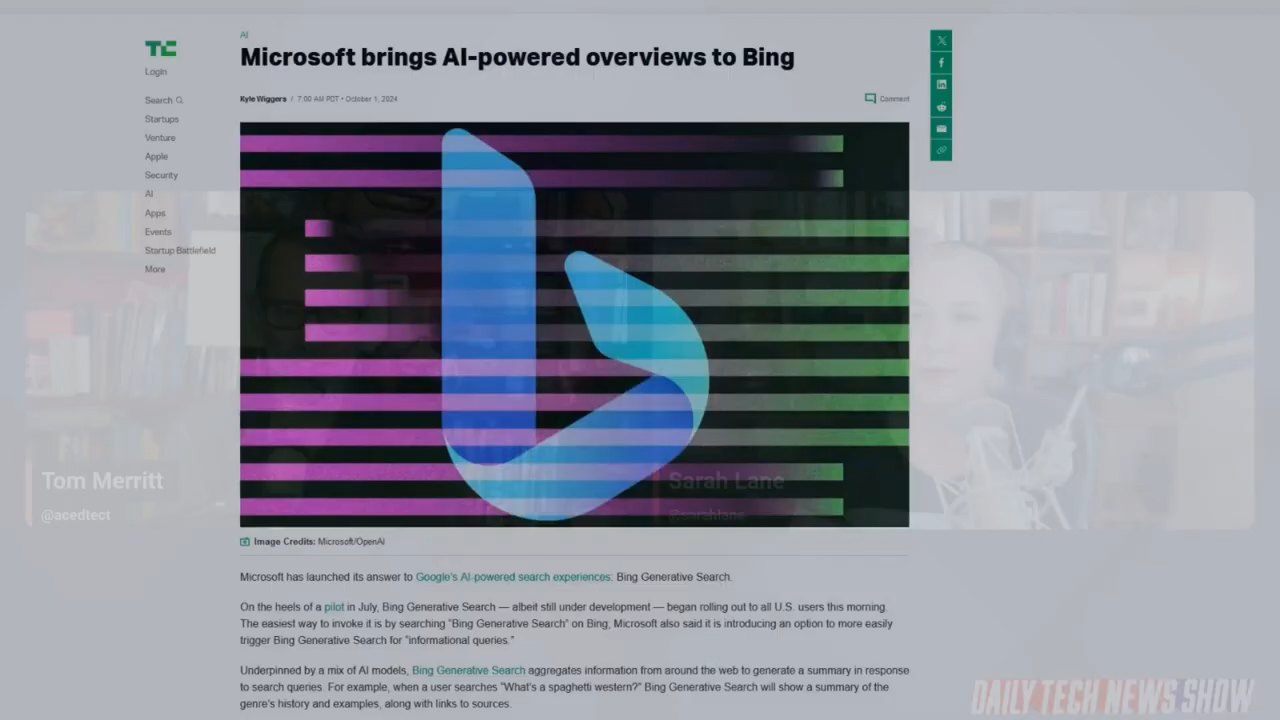 AI
Microsoft brings AI-powered overviews to Bing
TC
Login
Kyle Wiggers / 7:00 AM PDT • October 1, 2024
Comment
Search
Startups
Venture
Apple
Security
AI
Apps
Events
Startup Battlefield
More
Tom Merritt
@acedtect
Sarah Lane
@sarahlane
Image Credits: Microsoft/OpenAI
Microsoft has launched its answer to Google's AI-powered search experiences: Bing Generative Search.
On the heels of a pilot in July, Bing Generative Search — albeit still under development — began rolling out to all U.S. users this morning.
The easiest way to invoke it is by searching "Bing Generative Search" on Bing; Microsoft also said it is introducing an option to more easily
trigger Bing Generative Search for "informational queries."
Underpinned by a mix of AI models, Bing Generative Search aggregates information from around the web to generate a summary in response
to search queries. For example, when a user searches "What's a spaghetti western?" Bing Generative Search will show a summary of the
genre's history and examples, along with links to sources.
DAILY TECH NEWS SHOW